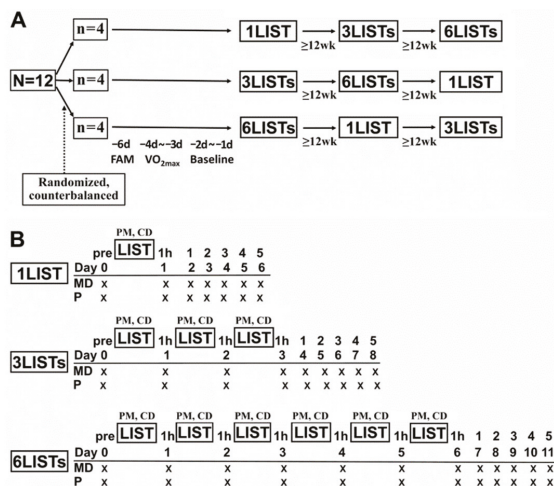 A
n=4 1LIST 3LISTs 6LISTs
≥12wk ≥12wk
N=12 n=4 3LISTs 6LISTs 1LIST
≥12wk ≥12wk
n=4 6LISTs 1LIST 3LISTs
≥12wk ≥12wk
−6d −4d~−3d −2d~−1d
FAM VO2max Baseline
Randomized,
counterbalanced
B
PM, CD
pre LIST 1h 1 2 3 4 5
1LIST Day 0 1 2 3 4 5 6
MD x x x x x x x
P x x x x x x x
PM, CD PM, CD PM, CD
pre LIST 1h LIST 1h LIST 1h 1 2 3 4 5
3LISTs Day 0 1 2 3 4 5 6 7 8
MD x x x x x x x x x
P x x x x x x x x x
PM, CD PM, CD PM, CD PM, CD PM, CD PM, CD
pre LIST 1h LIST 1h LIST 1h LIST 1h LIST 1h LIST 1h 1 2 3 4 5
6LISTs Day 0 1 2 3 4 5 6 7 8 9 10 11
MD x x x x x x x x x x x x
P x x x x x x x x x x x x